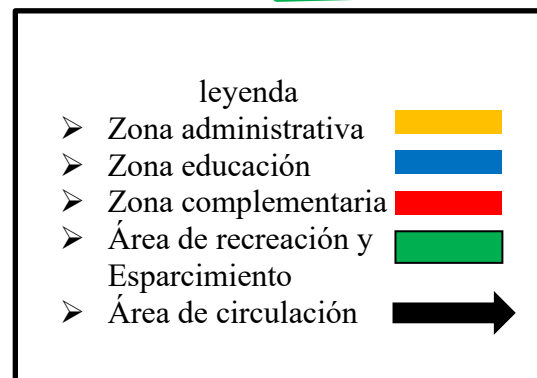 leyenda
➢ Zona administrativa
➢ Zona educación
➢ Zona complementaria
➢ Área de recreación y
Esparcimiento
➢ Área de circulación